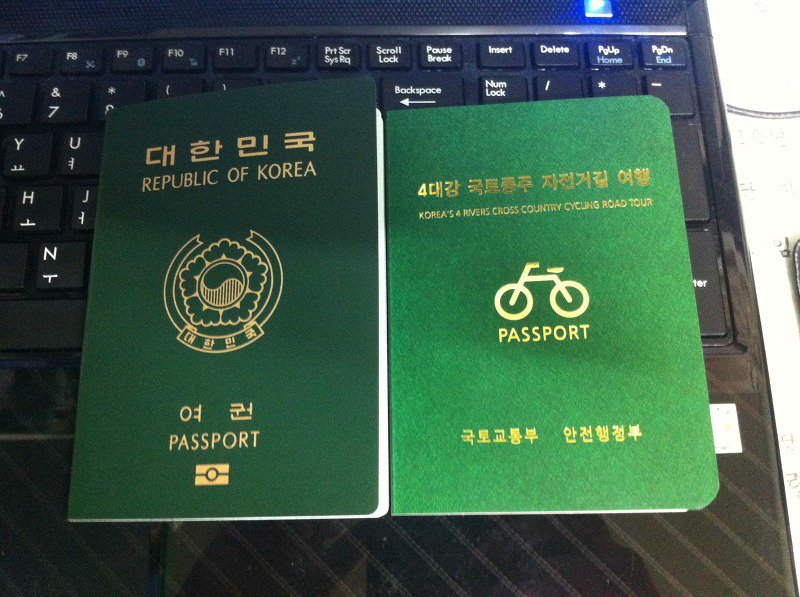 F7 F8 F9 F10 F11 F12 Prt Scr Scroll Pause Insert Delete PgUp PgDn
Sys Rq Lock Break Home End
&
7
Backspace
Num
Lock
/
*
-
Y
ㅛ
U
ㅕ
H
ㅗ
J
N
ㅜ
대한민국
REPUBLIC OF KOREA
대한민국
여 권
PASSPORT
4대강 국토종주 자전거길 여행
KOREA'S 4 RIVERS CROSS COUNTRY CYCLING ROAD TOUR
PASSPORT
국토교통부 안전행정부